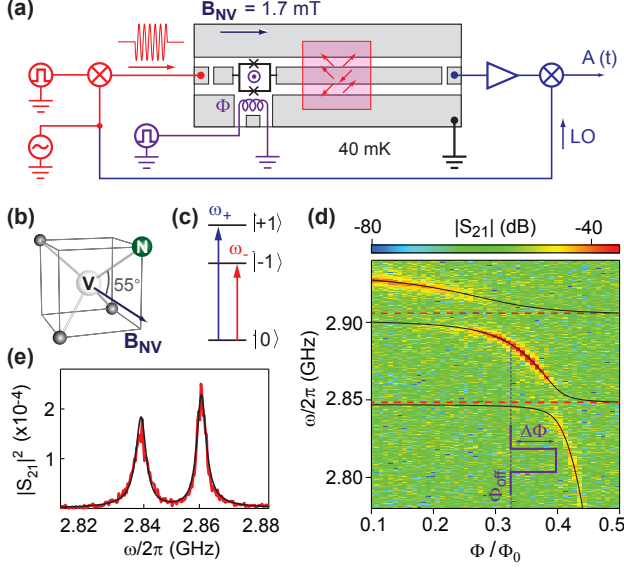 (a)
B_NV = 1.7 mT
A (t)
Φ
LO
40 mK
(b)
N
V
55°
B_NV
(c)
ω+
|+1⟩
ω-
|-1⟩
|0⟩
(d)
-80 |S21| (dB) -40
2.90
2.85
2.80
ω/2π (GHz)
ΔΦ
Φoff
0.1 0.2 0.3 0.4 0.5
Φ/Φ0
(e)
2
1
|S21|² (x10⁻⁴)
2.82 2.84 2.86 2.88
ω/2π (GHz)